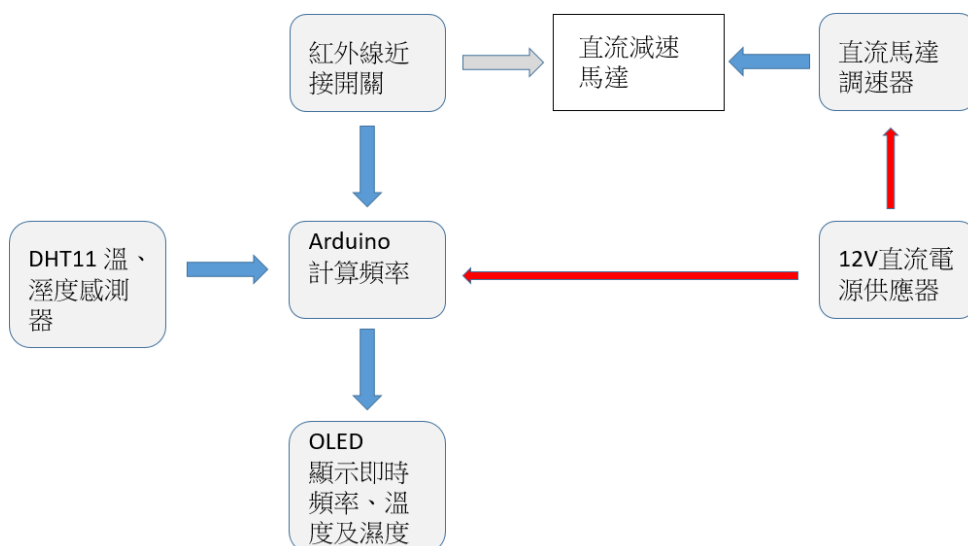 紅外線近
接開關
直流減速
馬達
直流馬達
調速器
DHT11 溫、
溼度感測
器
Arduino
計算頻率
12V直流電
源供應器
OLED
顯示即時
頻率、溫
度及濕度